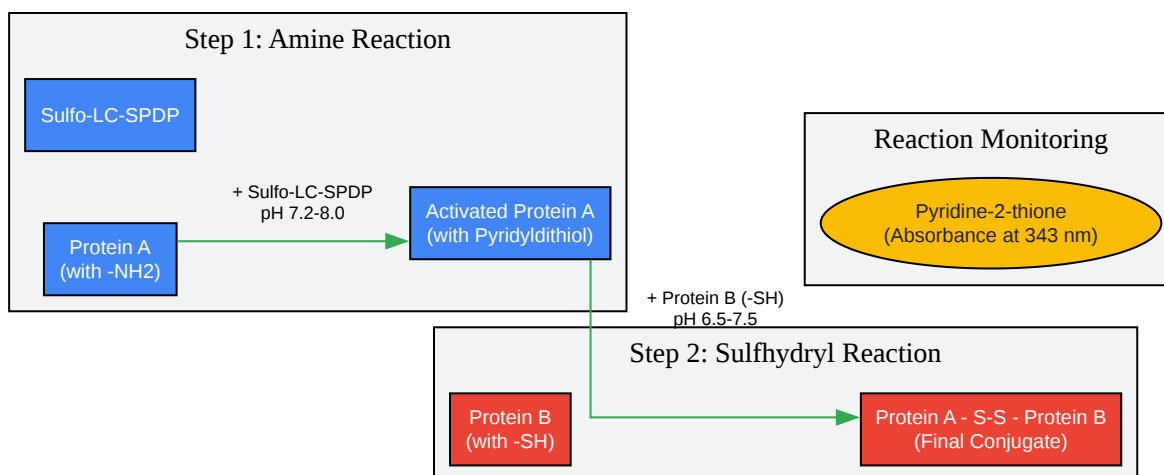 Step 1: Amine Reaction
Sulfo-LC-SPDP
+ Sulfo-LC-SPDP
pH 7.2-8.0
Protein A
(with -NH2)
Activated Protein A
(with Pyridyldithiol)
Reaction Monitoring
Pyridine-2-thione
(Absorbance at 343 nm)
+ Protein B (-SH)
pH 6.5-7.5
Step 2: Sulfhydryl Reaction
Protein B
(with -SH)
Protein A - S-S - Protein B
(Final Conjugate)